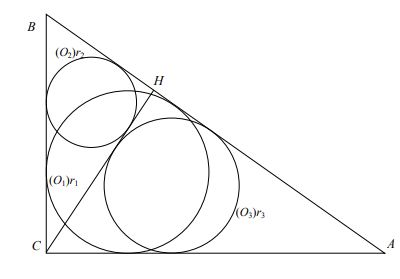 B
(O₂)r₂
H
(O₁)r₁
(O₃)r₃
C
A